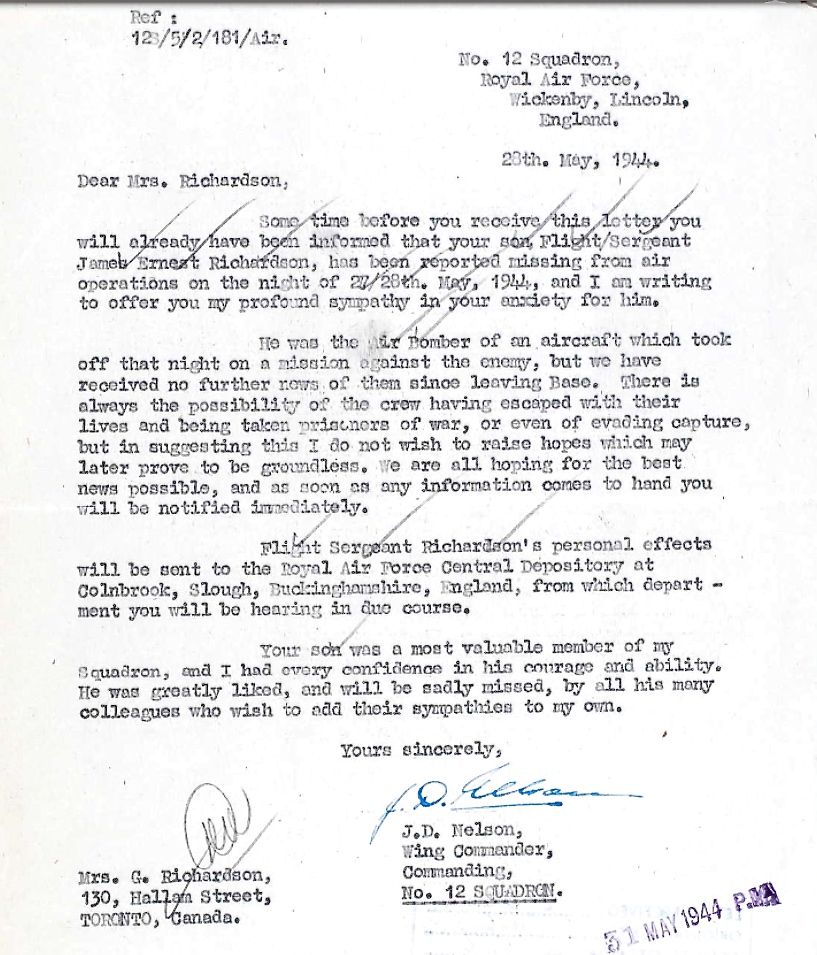 Ref :
12S/5/2/181/Air.
No. 12 Squadron,
Royal Air Force,
Wickenby, Lincoln,
England.
28th. May, 1944.
Dear Mrs. Richardson,
Some time before you receive this letter you
will already have been informed that your son, Flight/Sergeant
James Ernest Richardson, has been reported missing from air
operations on the night of 27/28th. May, 1944, and I am writing
to offer you my profound sympathy in your anxiety for him.
He was the Air Bomber of an aircraft which took
off that night on a mission against the enemy, but we have
received no further news of them since leaving Base. There is
always the possibility of the crew having escaped with their
lives and being taken prisoners of war, or even of evading capture,
but in suggesting this I do not wish to raise hopes which may
later prove to be groundless. We are all hoping for the best
news possible, and as soon as any information comes to hand you
will be notified immediately.
Flight Sergeant Richardson's personal effects
will be sent to the Royal Air Force Central Depository at
Colnbrook, Slough, Buckinghamshire, England, from which depart -
ment you will be hearing in due course.
Your son was a most valuable member of my
Squadron, and I had every confidence in his courage and ability.
He was greatly liked, and will be sadly missed, by all his many
colleagues who wish to add their sympathies to my own.
Yours sincerely,
J. D. Nelson
J.D. Nelson,
Wing Commander,
Commanding,
No. 12 SQUADRON.
Mrs. G. Richardson,
130, Hallam Street,
TORONTO, Canada.
31 MAY 1944 P.M